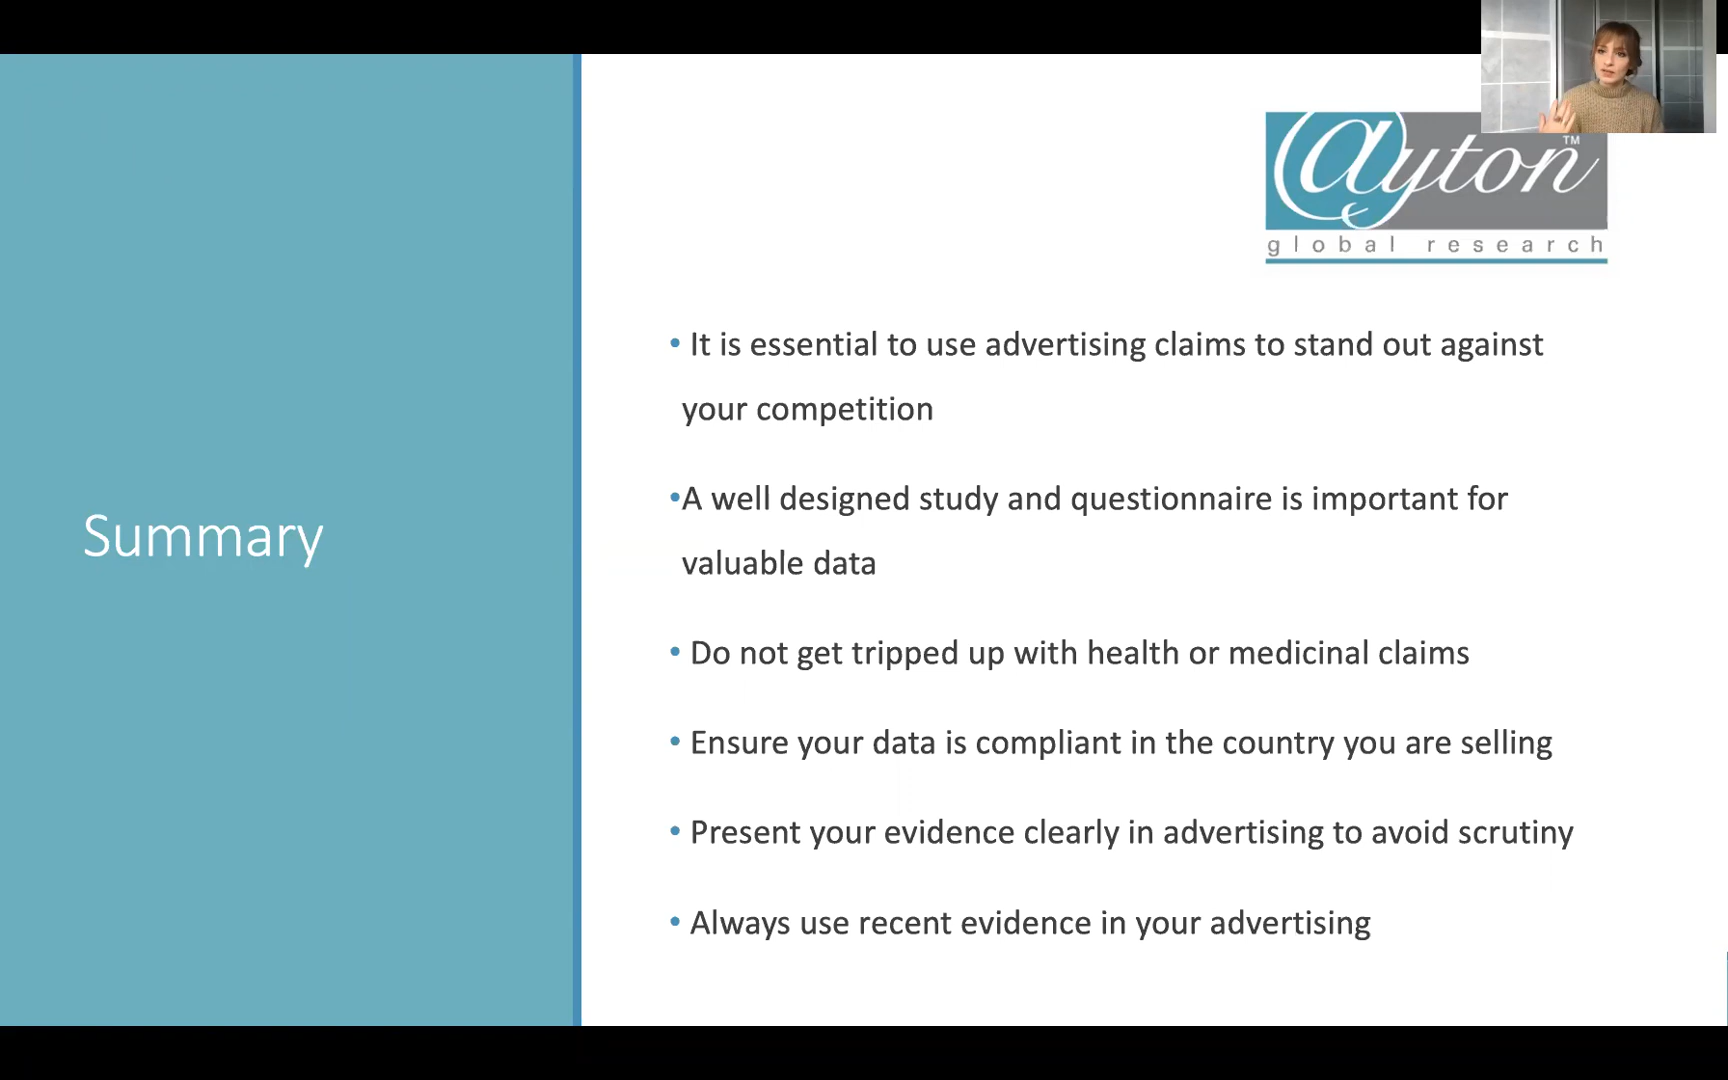 @yton™
global research
Summary
• It is essential to use advertising claims to stand out against
your competition
•A well designed study and questionnaire is important for
valuable data
• Do not get tripped up with health or medicinal claims
• Ensure your data is compliant in the country you are selling
• Present your evidence clearly in advertising to avoid scrutiny
• Always use recent evidence in your advertising